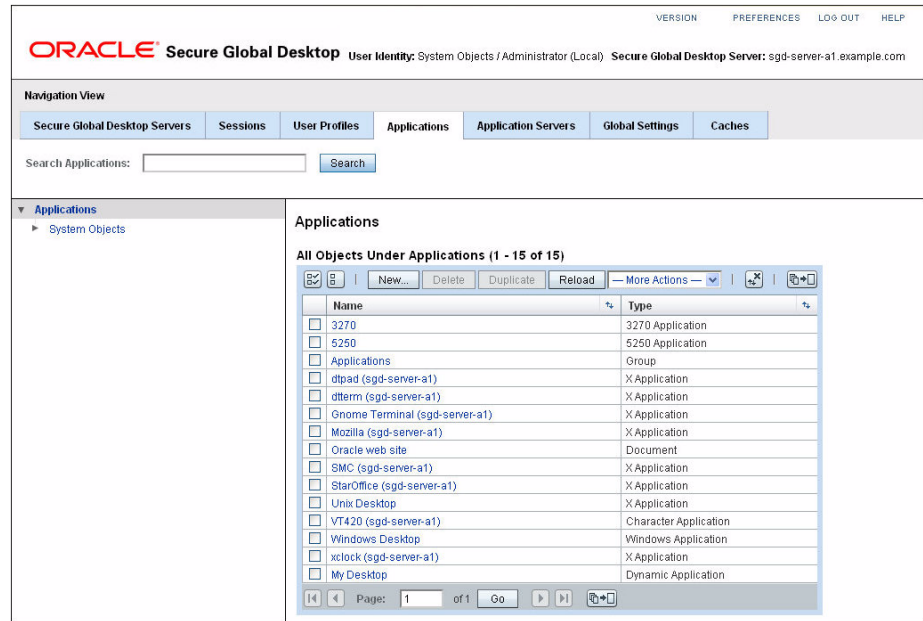 VERSION PREFERENCES LOG OUT HELP
ORACLE Secure Global Desktop User Identity: System Objects / Administrator (Local) Secure Global Desktop Server: sgd-server-a1.example.com
Navigation View
Secure Global Desktop Servers Sessions User Profiles Applications Application Servers Global Settings Caches
Search Applications: Search
Applications
System Objects
Applications
All Objects Under Applications (1 - 15 of 15)
New... Delete Duplicate Reload — More Actions —
Name Type
3270 3270 Application
5250 5250 Application
Applications Group
dtpad (sgd-server-a1) X Application
dtterm (sgd-server-a1) X Application
Gnome Terminal (sgd-server-a1) X Application
Mozilla (sgd-server-a1) X Application
Oracle web site Document
SMC (sgd-server-a1) X Application
StarOffice (sgd-server-a1) X Application
Unix Desktop X Application
VT420 (sgd-server-a1) Character Application
Windows Desktop Windows Application
xclock (sgd-server-a1) X Application
My Desktop Dynamic Application
Page: 1 of 1 Go